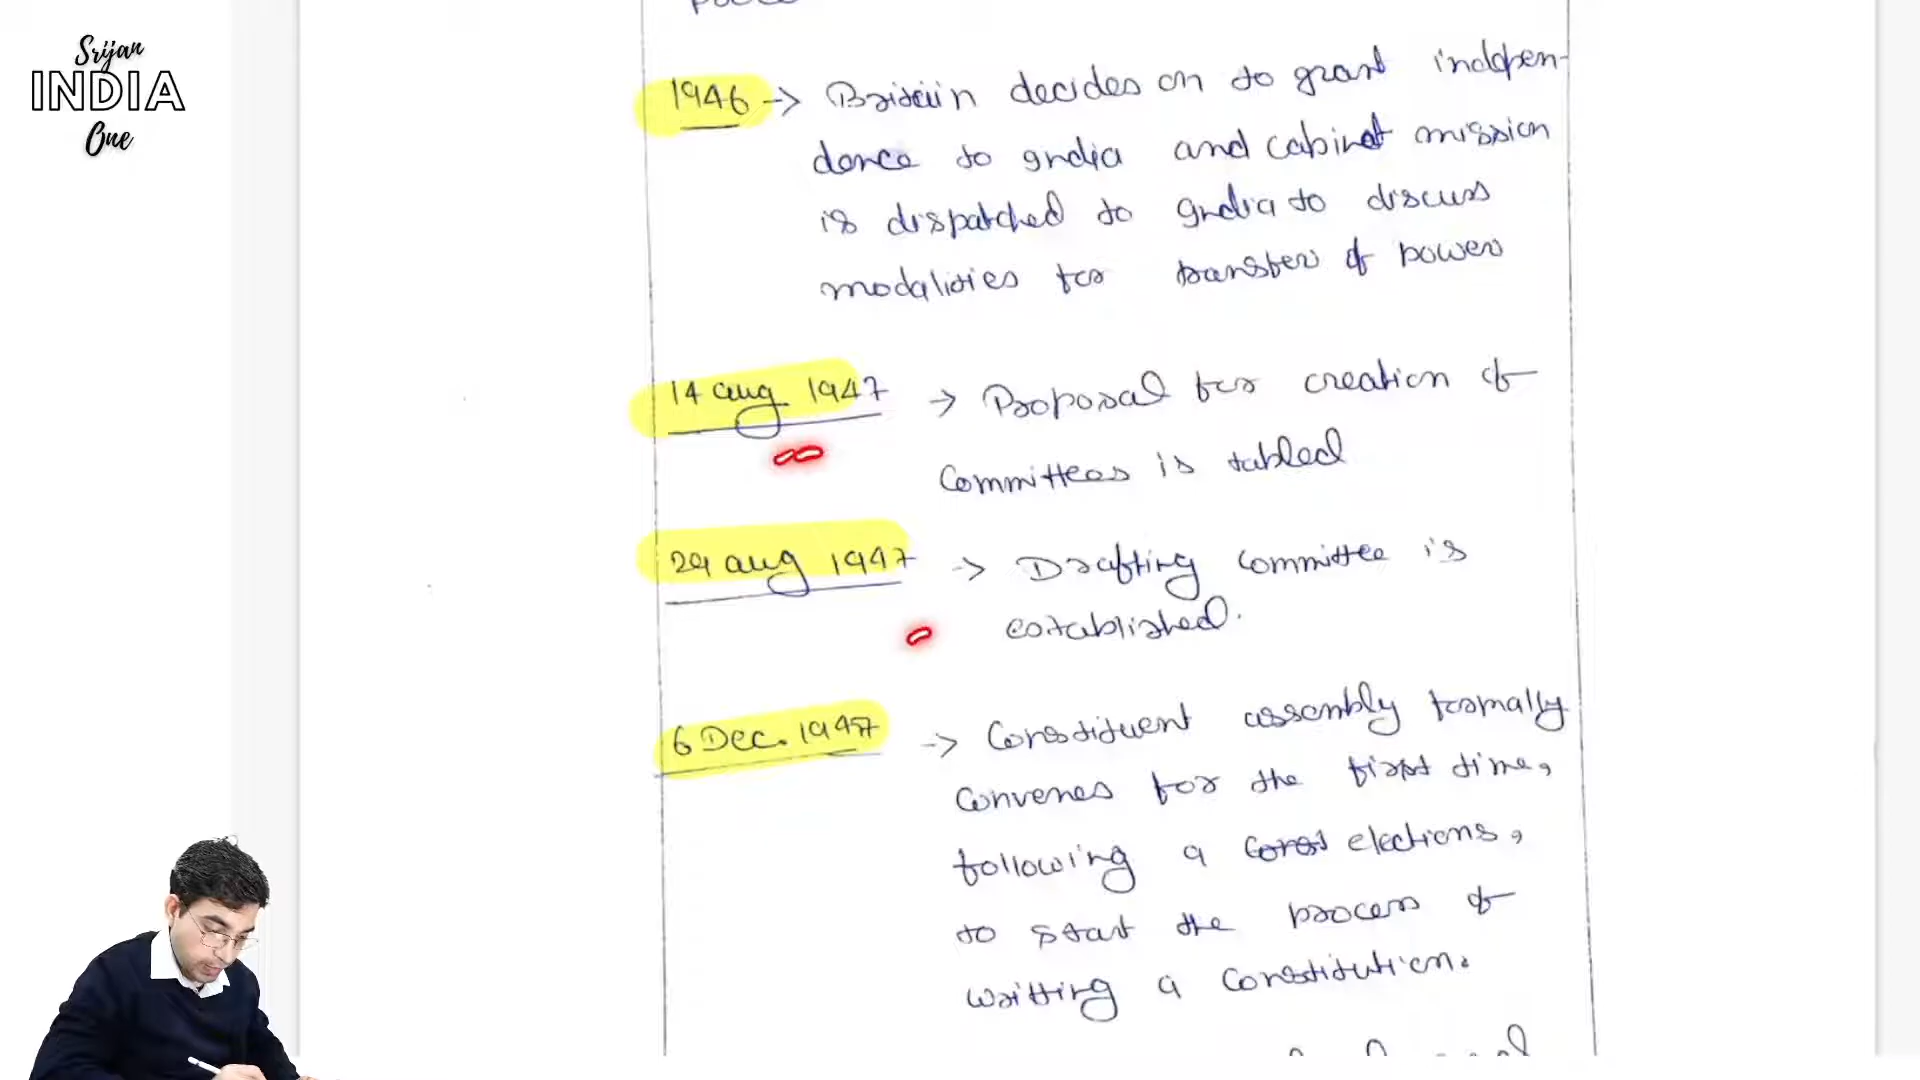 Srijan
INDIA
One
1946 -> Britain decides on to grant indepen-
dence to India and cabinet mission
is dispatched to India to discuss
modalities for transfer of power
14 aug 1947 -> Proposal for creation of
Committees is tabled
29 aug 1947 -> Drafting Committee is
established.
6 Dec. 1947 -> Constituent assembly formally
Convenes for the first time,
following a elections,
to start the process of
writting a Constitution.